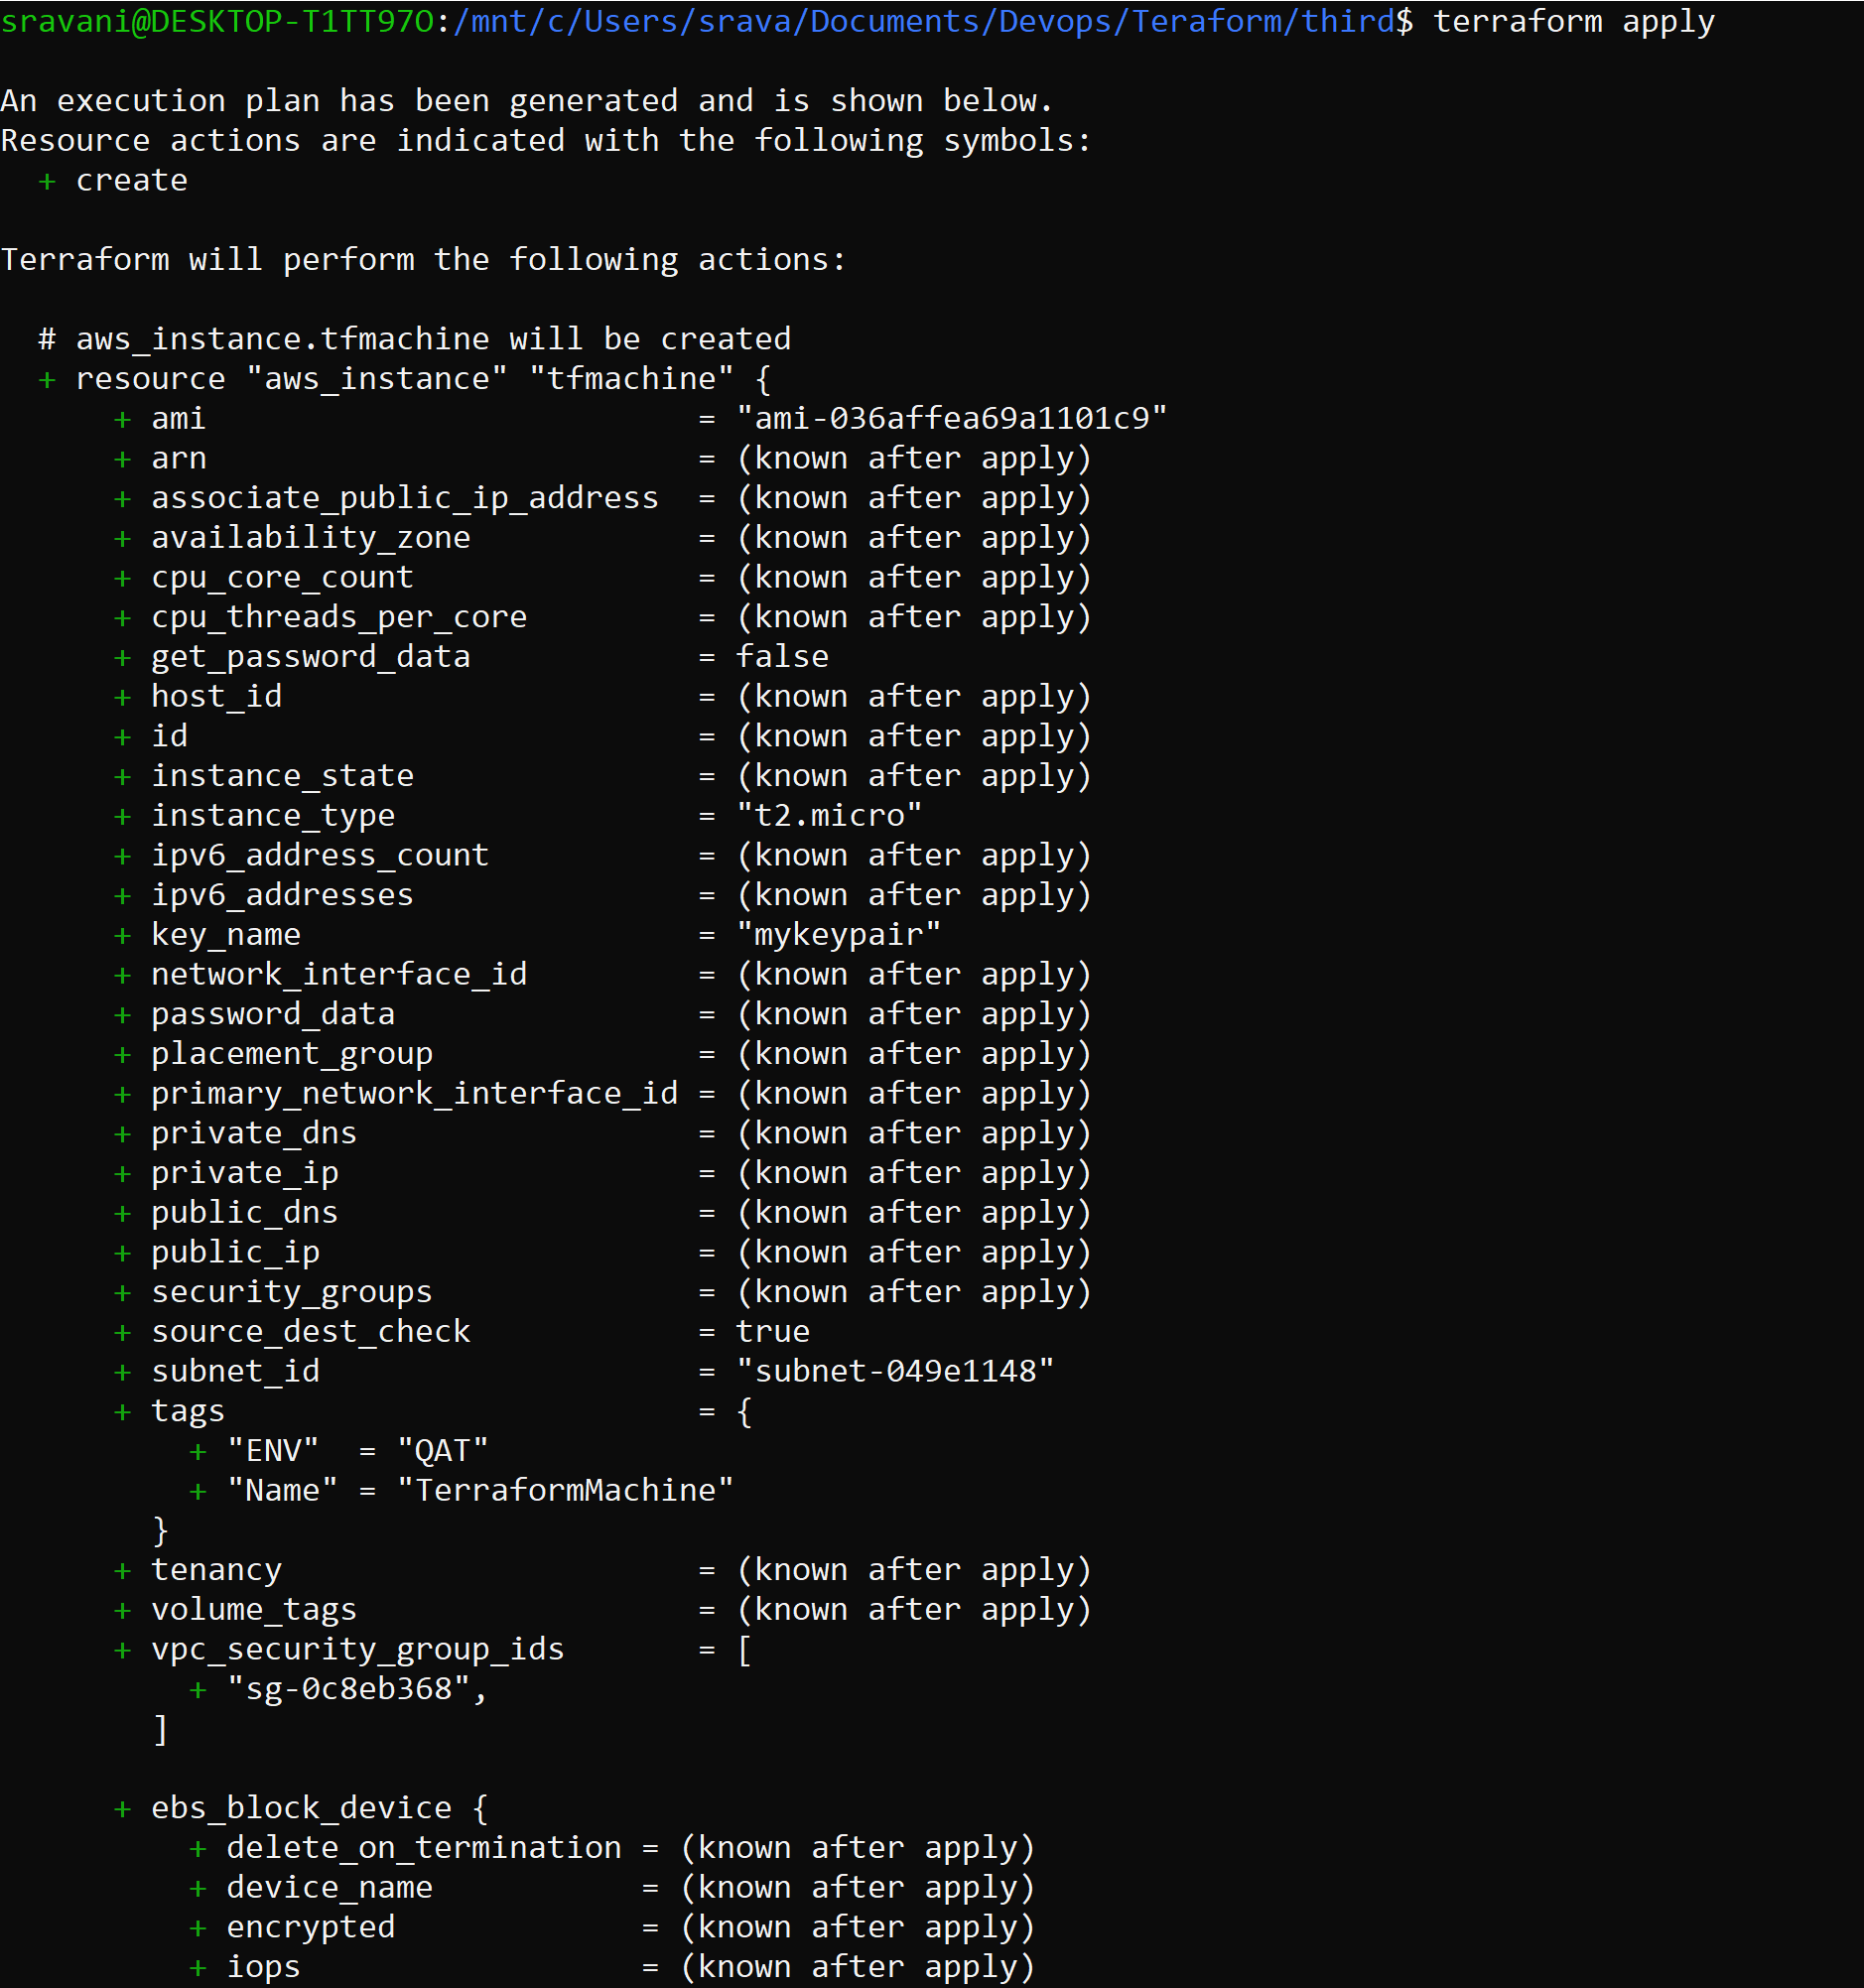 sravani@DESKTOP-T1TT97O:/mnt/c/Users/srava/Documents/Devops/Teraform/third$ terraform apply
An execution plan has been generated and is shown below.
Resource actions are indicated with the following symbols:
  + create
Terraform will perform the following actions:
  # aws_instance.tfmachine will be created
  + resource "aws_instance" "tfmachine" {
      + ami                          = "ami-036affea69a1101c9"
      + arn                          = (known after apply)
      + associate_public_ip_address  = (known after apply)
      + availability_zone            = (known after apply)
      + cpu_core_count               = (known after apply)
      + cpu_threads_per_core         = (known after apply)
      + get_password_data            = false
      + host_id                      = (known after apply)
      + id                           = (known after apply)
      + instance_state               = (known after apply)
      + instance_type                = "t2.micro"
      + ipv6_address_count           = (known after apply)
      + ipv6_addresses               = (known after apply)
      + key_name                     = "mykeypair"
      + network_interface_id         = (known after apply)
      + password_data                = (known after apply)
      + placement_group              = (known after apply)
      + primary_network_interface_id = (known after apply)
      + private_dns                  = (known after apply)
      + private_ip                   = (known after apply)
      + public_dns                   = (known after apply)
      + public_ip                    = (known after apply)
      + security_groups              = (known after apply)
      + source_dest_check            = true
      + subnet_id                    = "subnet-049e1148"
      + tags                         = {
          + "ENV"  = "QAT"
          + "Name" = "TerraformMachine"
        }
      + tenancy                      = (known after apply)
      + volume_tags                  = (known after apply)
      + vpc_security_group_ids       = [
          + "sg-0c8eb368",
        ]
      + ebs_block_device {
          + delete_on_termination = (known after apply)
          + device_name           = (known after apply)
          + encrypted             = (known after apply)
          + iops                  = (known after apply)